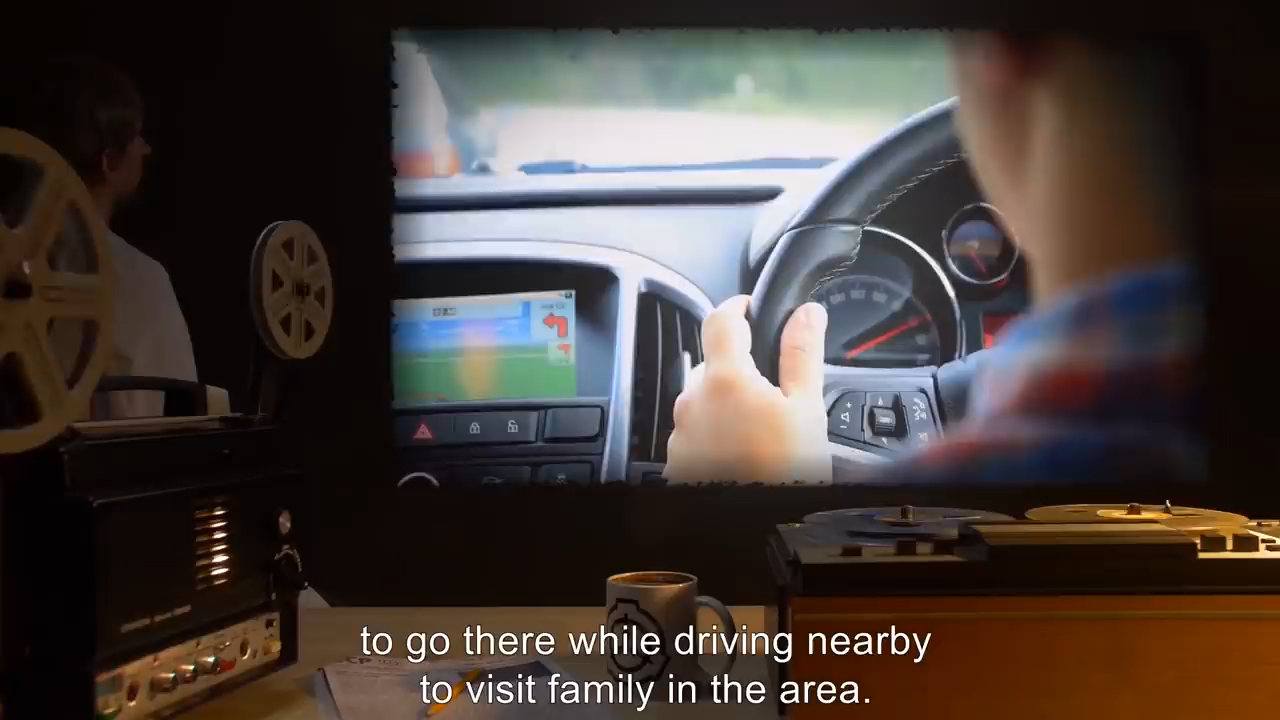 to go there while driving nearby
to visit family in the area.